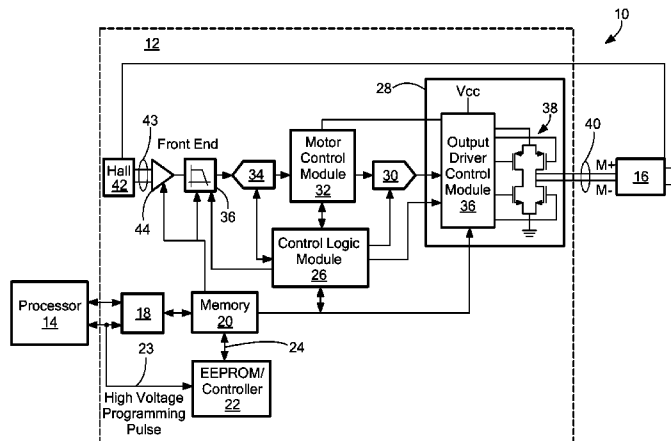 10
12
28
Vcc
43
Front End
38
40
Hall
42
34
Motor
Control
Module
32
30
Output
Driver
Control
Module
36
M+
M-
16
44
36
Control Logic
Module
26
Processor
14
18
Memory
20
24
23
EEPROM/
Controller
22
High Voltage
Programming
Pulse